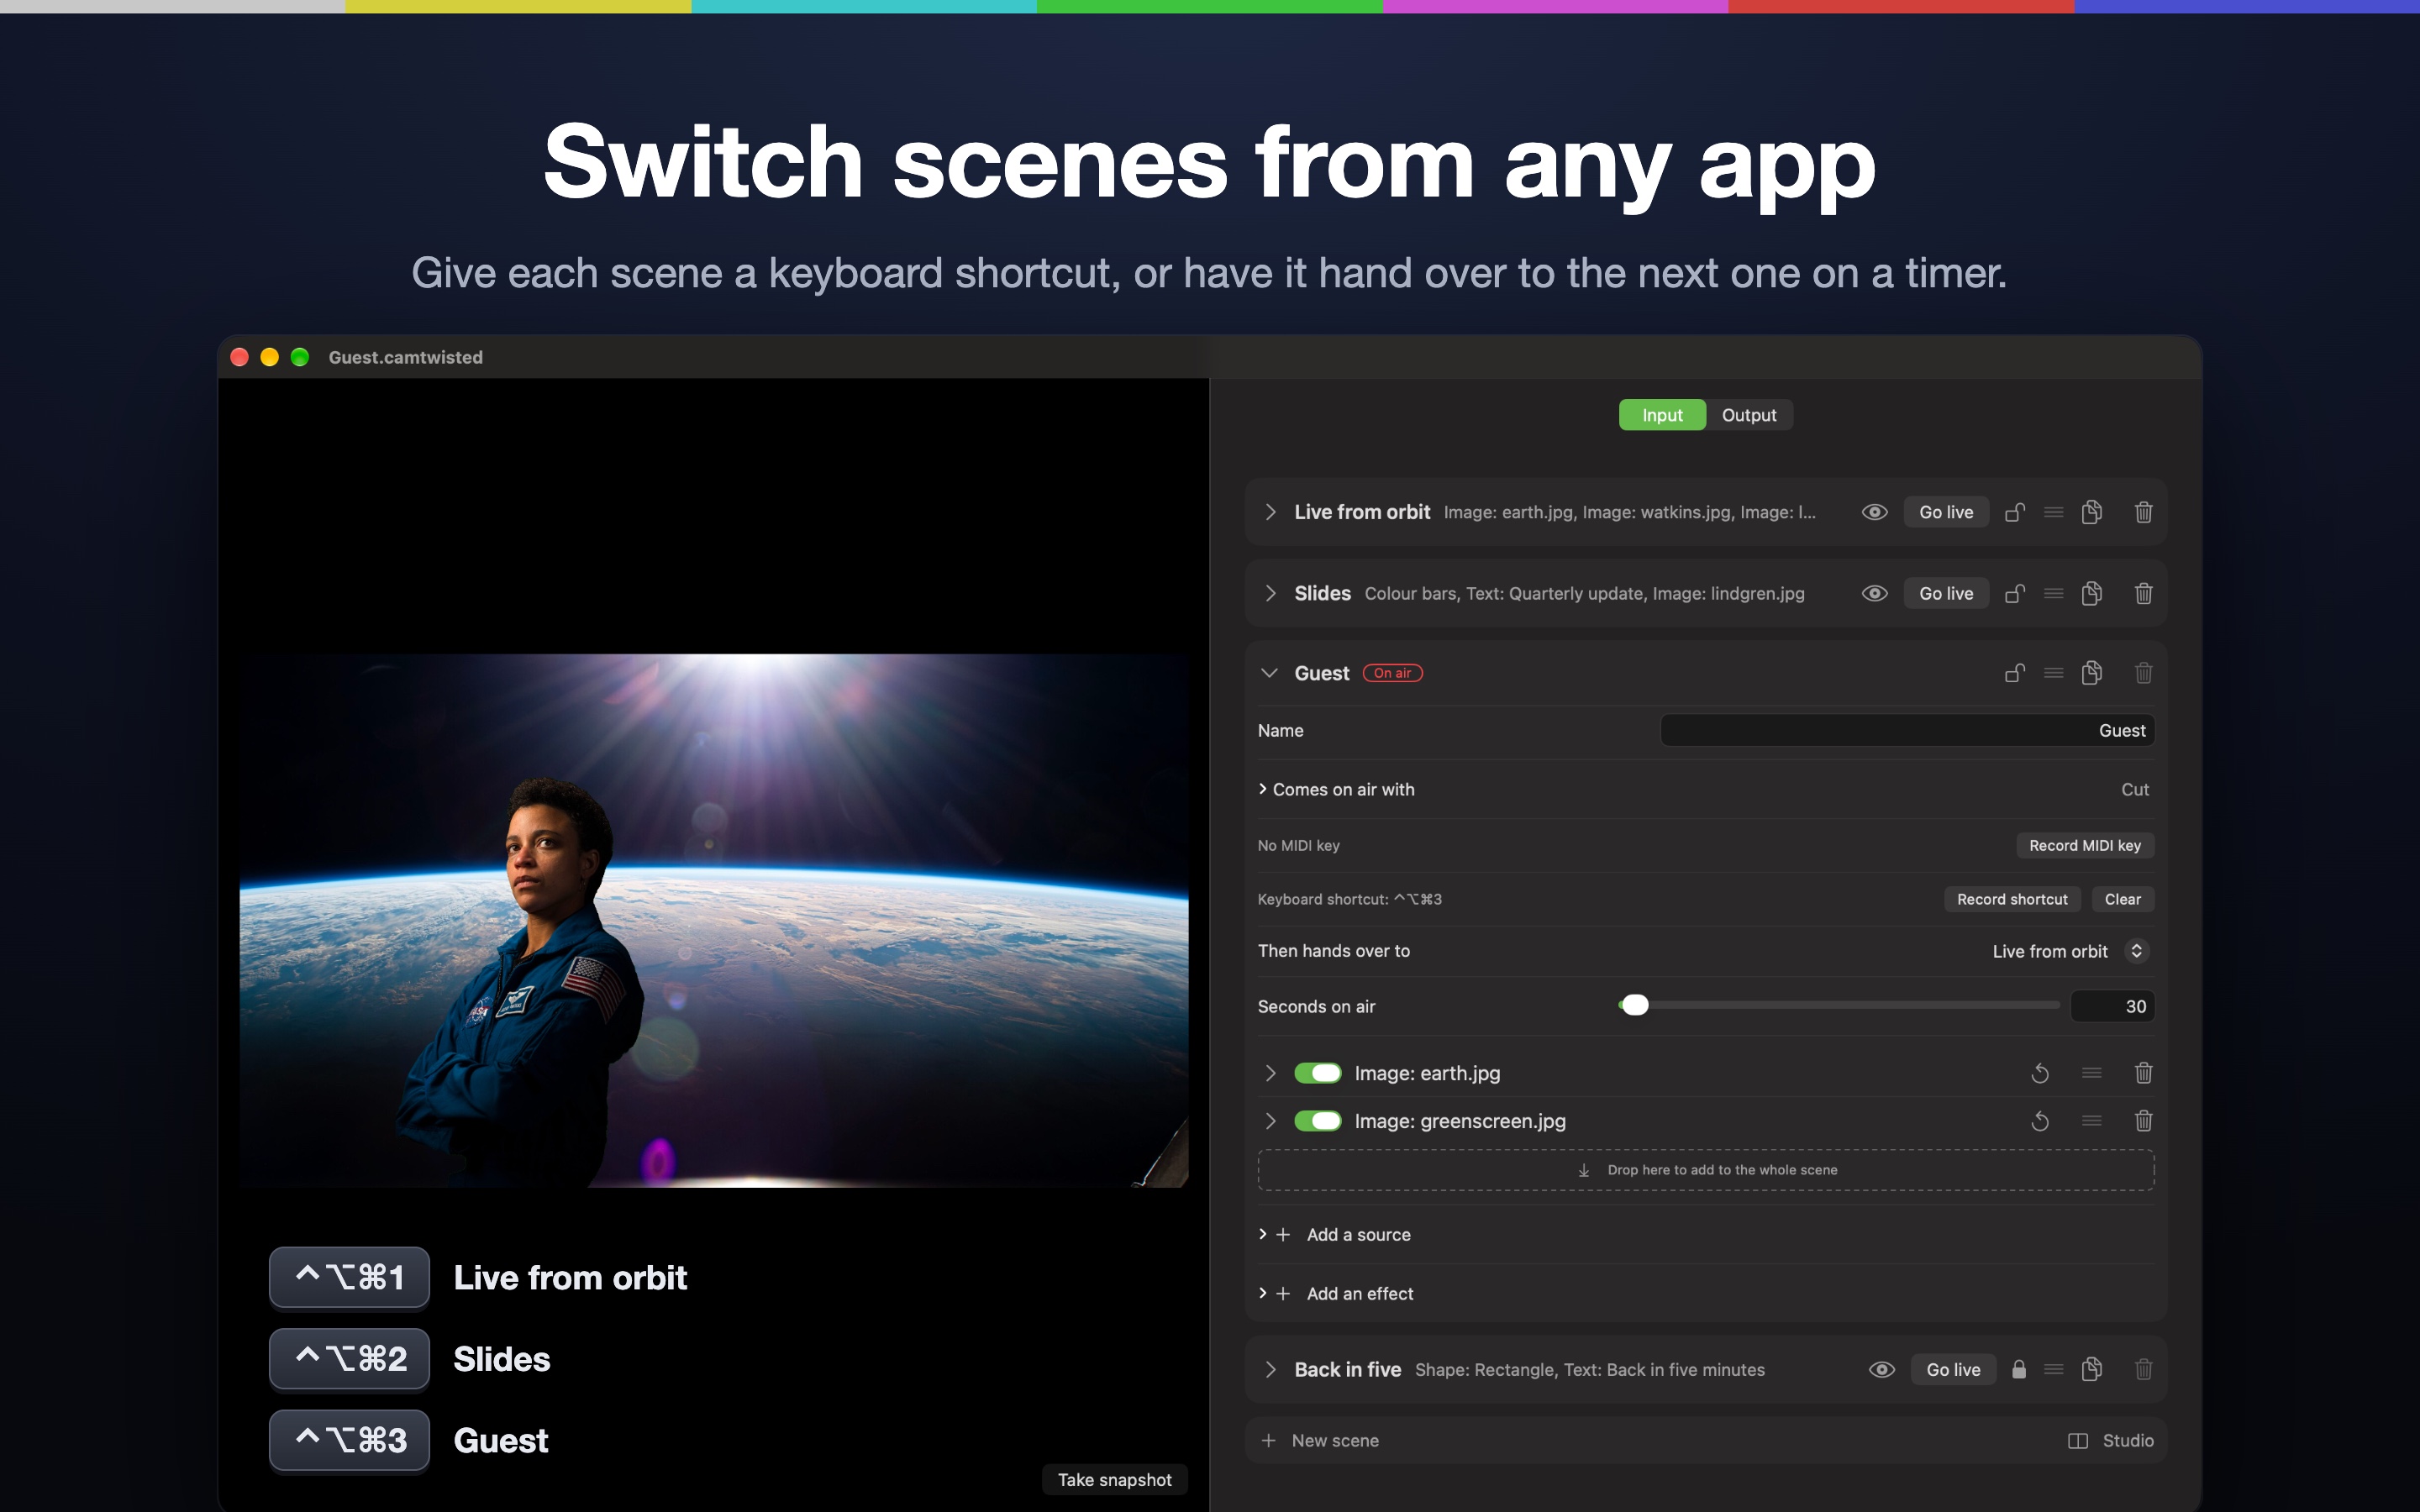 Switch scenes from any app
Give each scene a keyboard shortcut, or have it hand over to the next one on a timer.
Guest.camtwisted
Input Output
Live from orbit Image: earth.jpg, Image: watkins.jpg, Image: l... Go live
Slides Colour bars, Text: Quarterly update, Image: lindgren.jpg Go live
Guest On air
Name Guest
Comes on air with Cut
No MIDI key Record MIDI key
Keyboard shortcut: ⌃⌥⌘3 Record shortcut Clear
Then hands over to Live from orbit
Seconds on air 30
Image: earth.jpg
Image: greenscreen.jpg
Drop here to add to the whole scene
Add a source
Add an effect
Back in five Shape: Rectangle, Text: Back in five minutes Go live
New scene Studio
NASA
⌃⌥⌘1 Live from orbit
⌃⌥⌘2 Slides
⌃⌥⌘3 Guest
Take snapshot